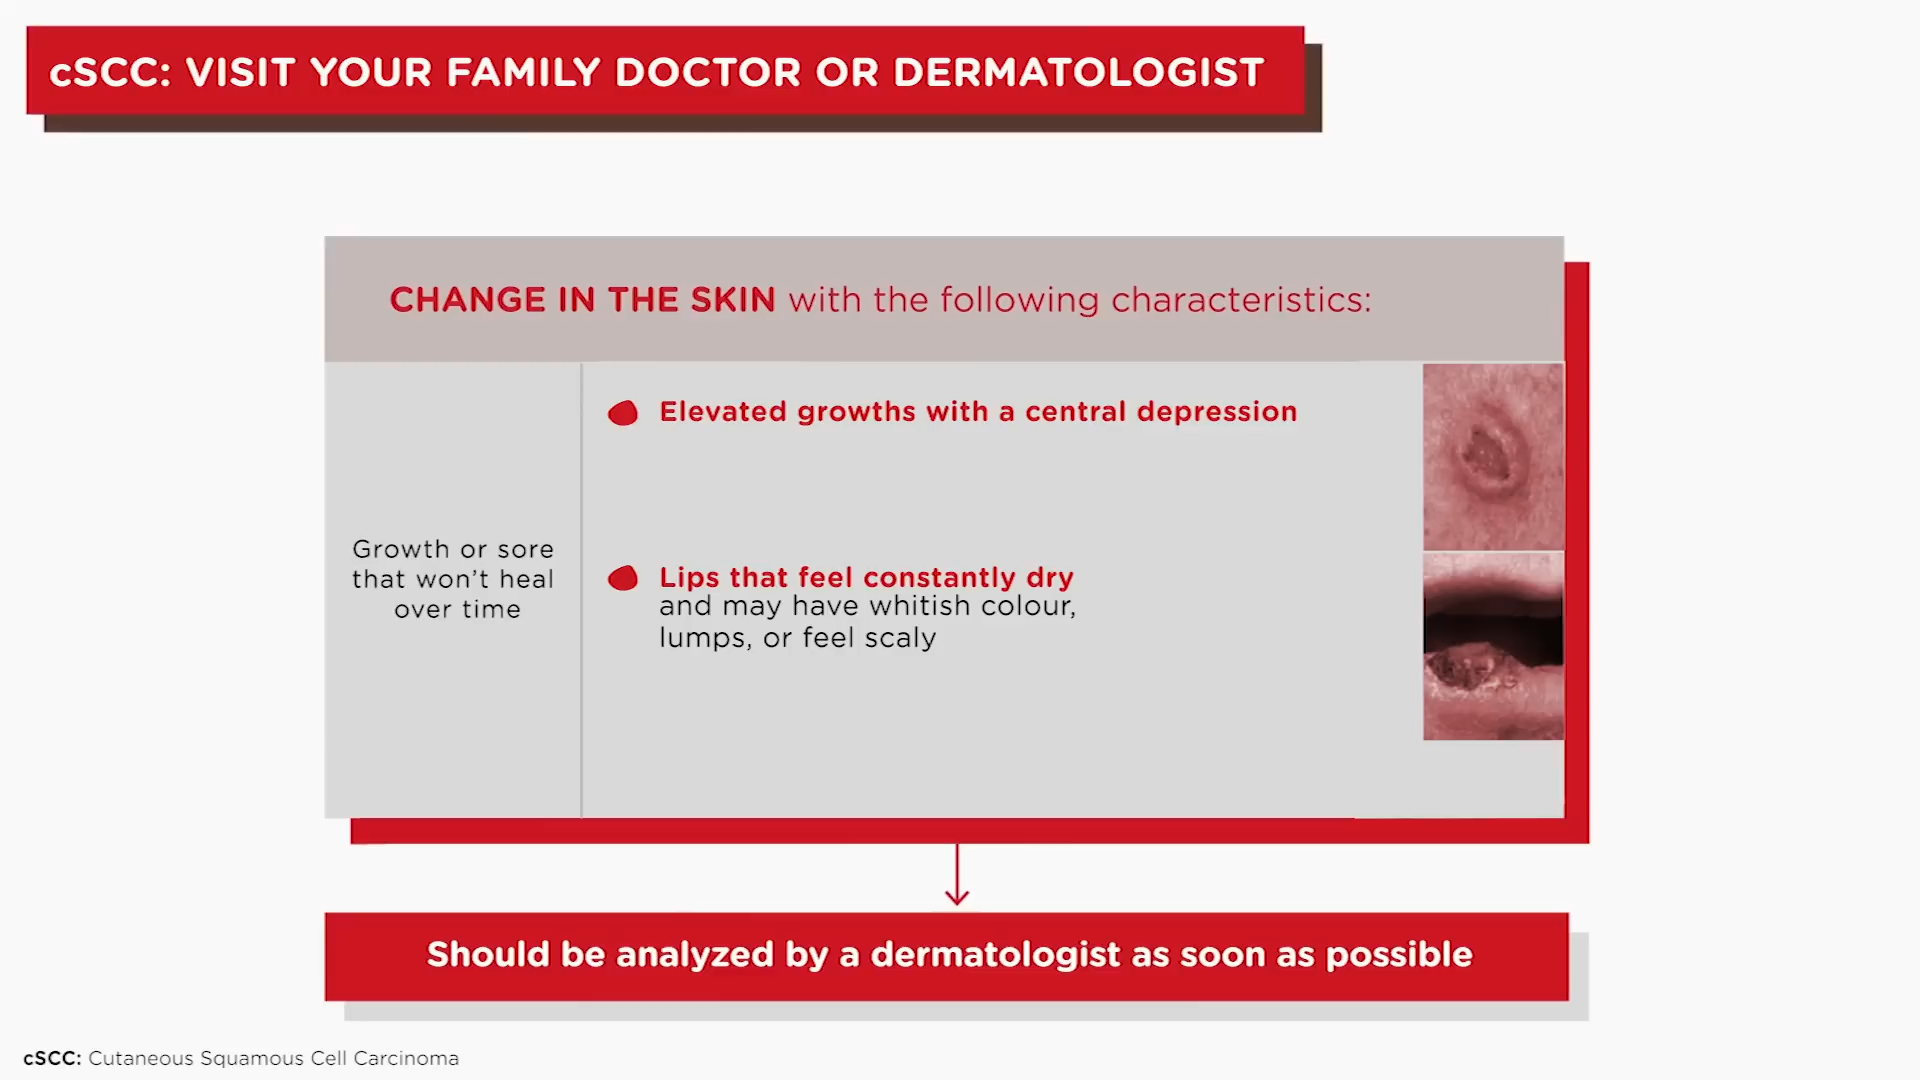 cSCC: VISIT YOUR FAMILY DOCTOR OR DERMATOLOGIST
CHANGE IN THE SKIN with the following characteristics:
Growth or sore
that won't heal
over time
Elevated growths with a central depression
Lips that feel constantly dry
and may have whitish colour,
lumps, or feel scaly
Should be analyzed by a dermatologist as soon as possible
cSCC: Cutaneous Squamous Cell Carcinoma